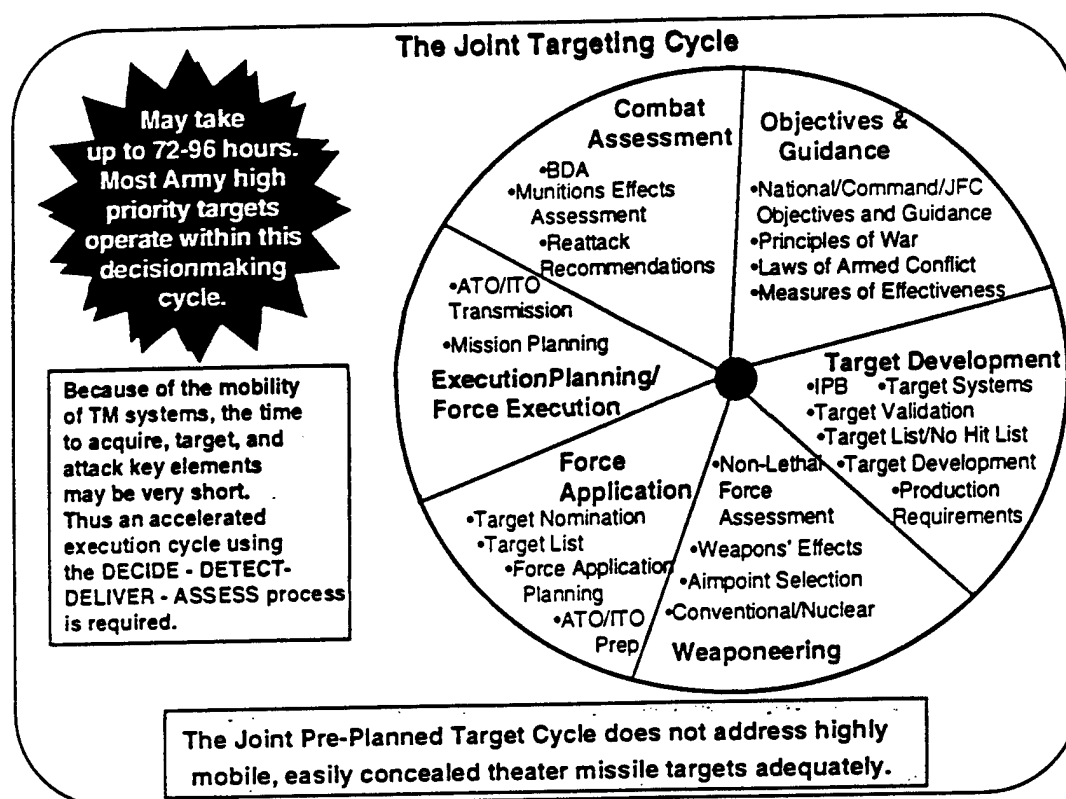 The Joint Targeting Cycle
May take
up to 72-96 hours.
Most Army high
priority targets
operate within this
decisionmaking
cycle.
Because of the mobility
of TM systems, the time
to acquire, target, and
attack key elements
may be very short.
Thus an accelerated
execution cycle using
the DECIDE - DETECT-
DELIVER - ASSESS process
is required.
Combat
Assessment
•BDA
•Munitions Effects
Assessment
•Reattack
Recommendations
Objectives &
Guidance
•National/Command/JFC
Objectives and Guidance
•Principles of War
•Laws of Armed Conflict
•Measures of Effectiveness
Target Development
•IPB •Target Systems
•Target Validation
•Target List/No Hit List
•Target Development
•Production
Requirements
•Non-Lethal
Force
Assessment
•Weapons' Effects
•Aimpoint Selection
•Conventional/Nuclear
Weaponeering
Force
Application
•Target Nomination
•Target List
•Force Application
Planning
•ATO/ITO
Prep
•ATO/ITO
Transmission
•Mission Planning
ExecutionPlanning/
Force Execution
The Joint Pre-Planned Target Cycle does not address highly
mobile, easily concealed theater missile targets adequately.